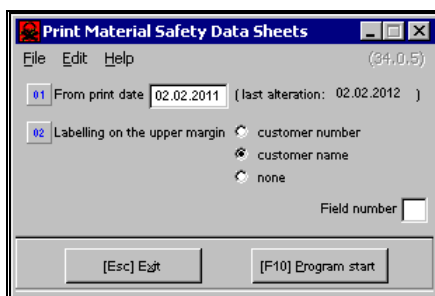 Print Material Safety Data Sheets
File Edit Help (34,0,5)
01 From print date 02.02.2011 ( last alteration: 02.02.2012 )
02 Labelling on the upper margin customer number
customer name
none
Field number
[Esc] Exit [F10] Program start